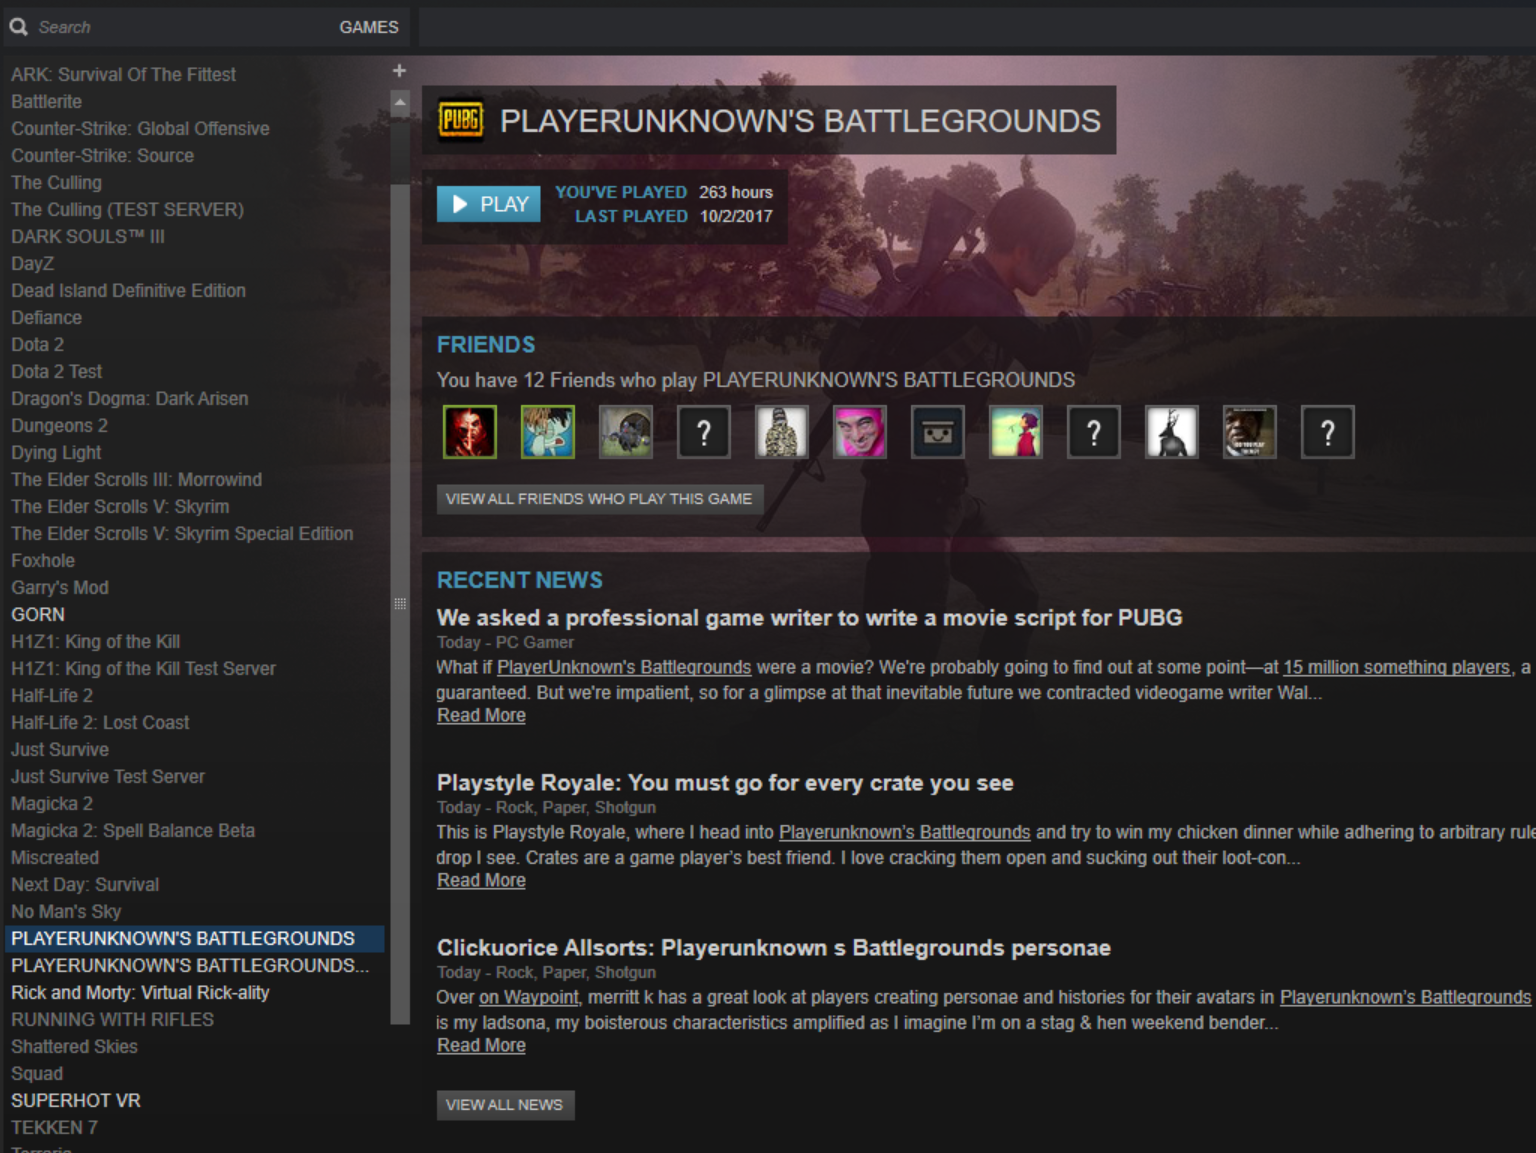 Search
GAMES
ARK: Survival Of The Fittest
Battlerite
Counter-Strike: Global Offensive
Counter-Strike: Source
The Culling
The Culling (TEST SERVER)
DARK SOULS™ III
DayZ
Dead Island Definitive Edition
Defiance
Dota 2
Dota 2 Test
Dragon's Dogma: Dark Arisen
Dungeons 2
Dying Light
The Elder Scrolls III: Morrowind
The Elder Scrolls V: Skyrim
The Elder Scrolls V: Skyrim Special Edition
Foxhole
Garry's Mod
GORN
H1Z1: King of the Kill
H1Z1: King of the Kill Test Server
Half-Life 2
Half-Life 2: Lost Coast
Just Survive
Just Survive Test Server
Magicka 2
Magicka 2: Spell Balance Beta
Miscreated
Next Day: Survival
No Man's Sky
PLAYERUNKNOWN'S BATTLEGROUNDS
PLAYERUNKNOWN'S BATTLEGROUNDS...
Rick and Morty: Virtual Rick-ality
RUNNING WITH RIFLES
Shattered Skies
Squad
SUPERHOT VR
TEKKEN 7
PUBG PLAYERUNKNOWN'S BATTLEGROUNDS
PLAY
YOU'VE PLAYED 263 hours
LAST PLAYED 10/2/2017
FRIENDS
You have 12 Friends who play PLAYERUNKNOWN'S BATTLEGROUNDS
? ? ?
VIEW ALL FRIENDS WHO PLAY THIS GAME
RECENT NEWS
We asked a professional game writer to write a movie script for PUBG
Today - PC Gamer
What if PlayerUnknown's Battlegrounds were a movie? We're probably going to find out at some point—at 15 million something players, a
guaranteed. But we're impatient, so for a glimpse at that inevitable future we contracted videogame writer Wal...
Read More
Playstyle Royale: You must go for every crate you see
Today - Rock, Paper, Shotgun
This is Playstyle Royale, where I head into Playerunknown's Battlegrounds and try to win my chicken dinner while adhering to arbitrary rule
drop I see. Crates are a game player's best friend. I love cracking them open and sucking out their loot-con...
Read More
Clickuorice Allsorts: Playerunknown s Battlegrounds personae
Today - Rock, Paper, Shotgun
Over on Waypoint, merritt k has a great look at players creating personae and histories for their avatars in Playerunknown's Battlegrounds
is my ladsona, my boisterous characteristics amplified as I imagine I'm on a stag & hen weekend bender...
Read More
VIEW ALL NEWS